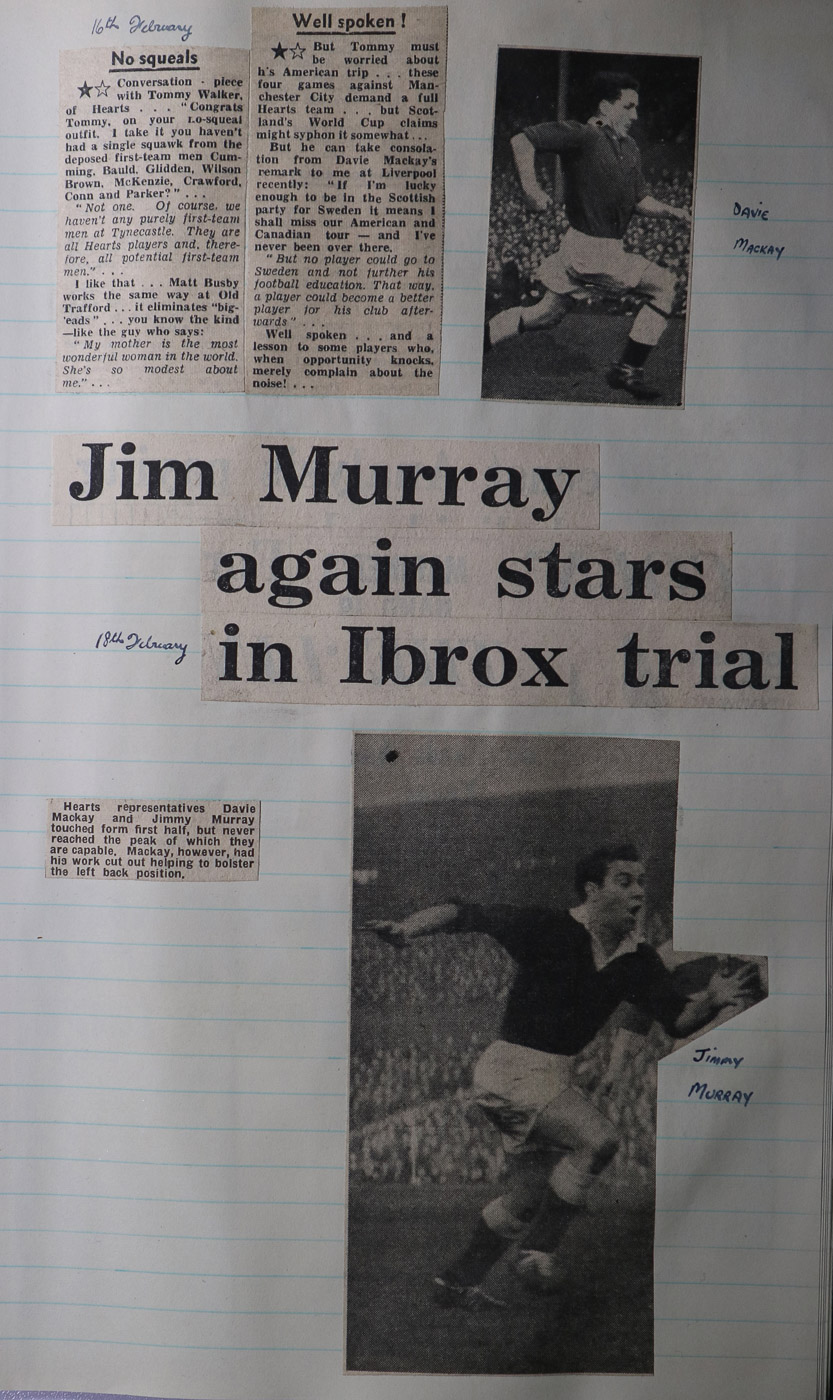 16th February
No squeals
★☆ Conversation - piece
with Tommy Walker,
of Hearts . . . "Congrats
Tommy, on your no-squeal
outfit. I take it you haven't
had a single squawk from the
deposed first-team men Cum-
ming, Bauld, Glidden, Wilson
Brown, McKenzie, Crawford,
Conn and Parker?" . . .
"Not one. Of course, we
haven't any purely first-team
men at Tynecastle. They are
all Hearts players and, there-
fore, all potential first-team
men." . . .
I like that . . . Matt Busby
works the same way at Old
Trafford . . . it eliminates "big-
'eads" . . . you know the kind
—like the guy who says:
"My mother is the most
wonderful woman in the world.
She's so modest about
me." . . .
Well spoken !
★☆ But Tommy must
be worried about
h's American trip . . . these
four games against Man-
chester City demand a full
Hearts team . . . but Scot-
land's World Cup claims
might syphon it somewhat . . .
But he can take consola-
tion from Davie Mackay's
remark to me at Liverpool
recently: "If I'm lucky
enough to be in the Scottish
party for Sweden it means I
shall miss our American and
Canadian tour — and I've
never been over there.
"But no player could go to
Sweden and not further his
football education. That way,
a player could become a better
player for his club after-
wards" . . .
Well spoken . . . and a
lesson to some players who,
when opportunity knocks,
merely complain about the
noise! . . .
Davie
Mackay
Jim Murray
again stars
in Ibrox trial
18th February
Hearts representatives Davie
Mackay and Jimmy Murray
touched form first half, but never
reached the peak of which they
are capable. Mackay, however, had
his work cut out helping to bolster
the left back position.
Jimmy
Murray